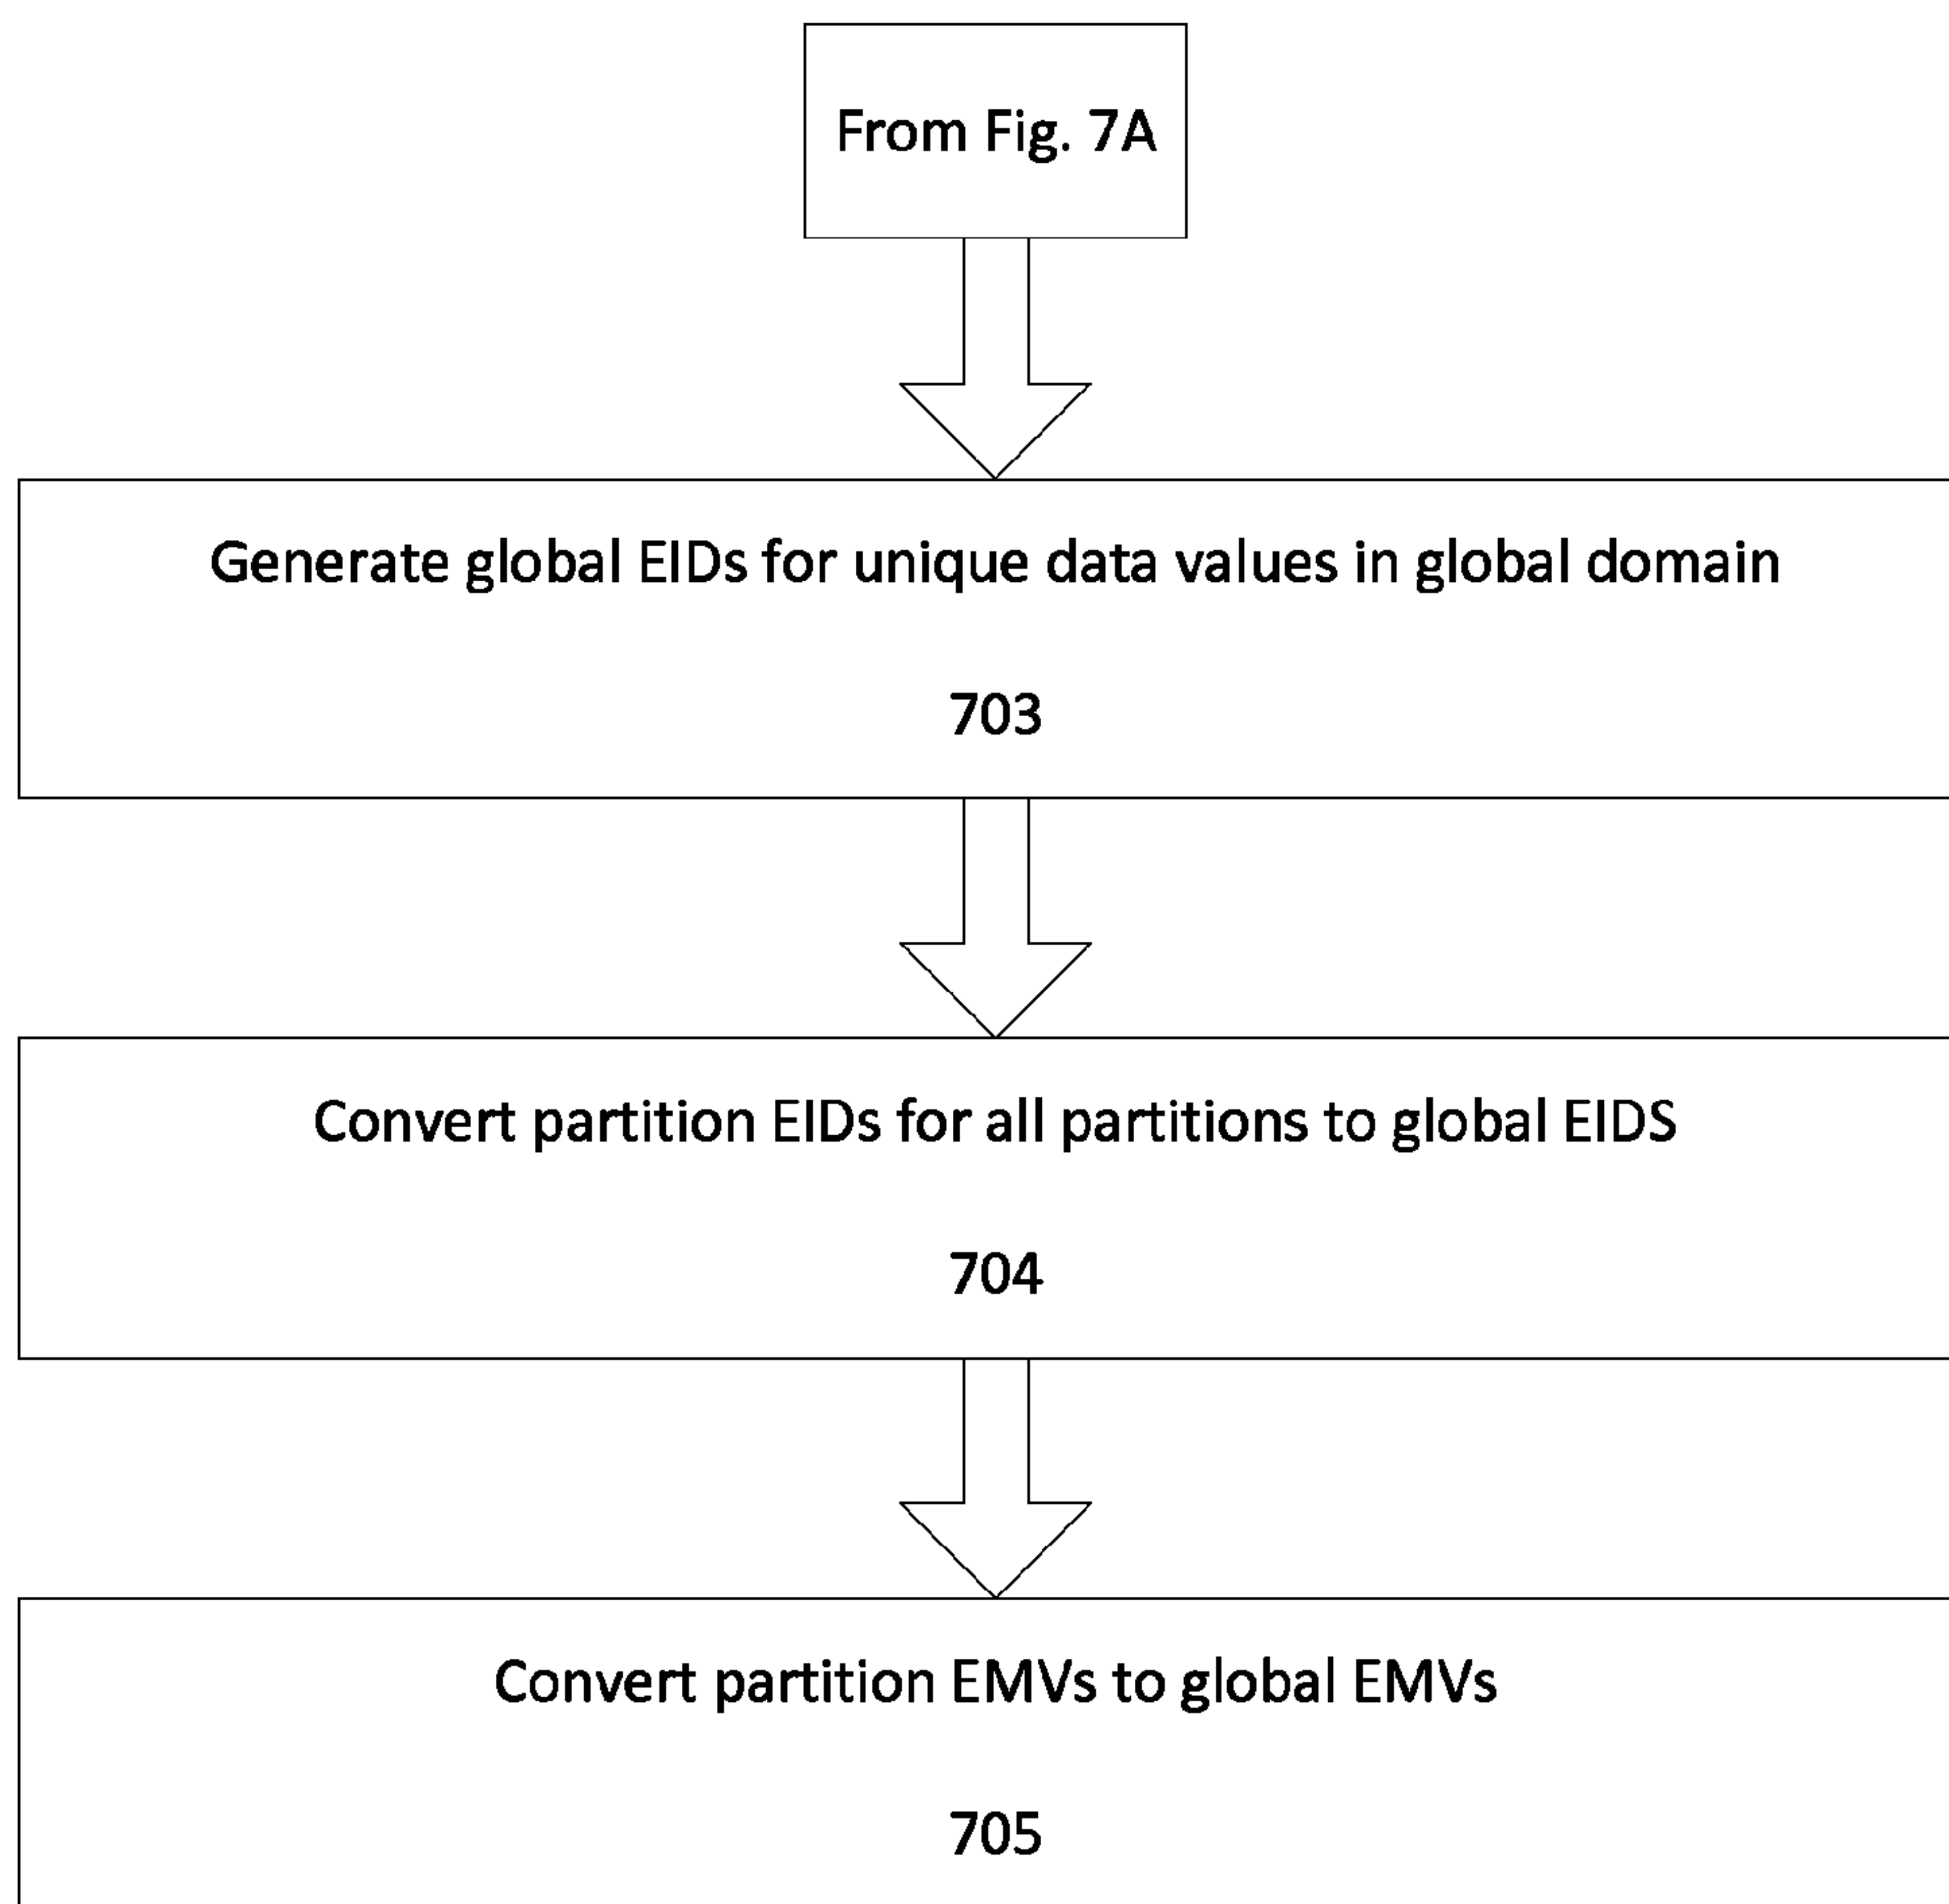 From Fig. 7A
Generate global EIDs for unique data values in global domain
703
Convert partition EIDs for all partitions to global EIDS
704
Convert partition EMVs to global EMVs
705